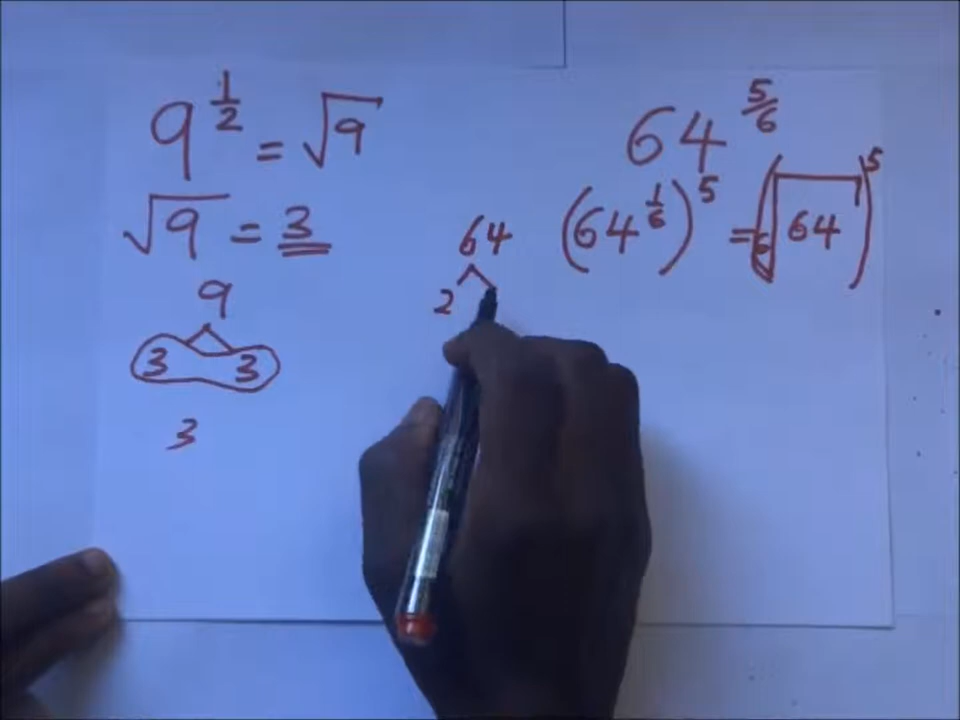 9^{1/2} = √9
√9 = 3
9
3 3
3
64
2
64^{5/6}
(64^{1/6})^5 = (⁶√64)^5